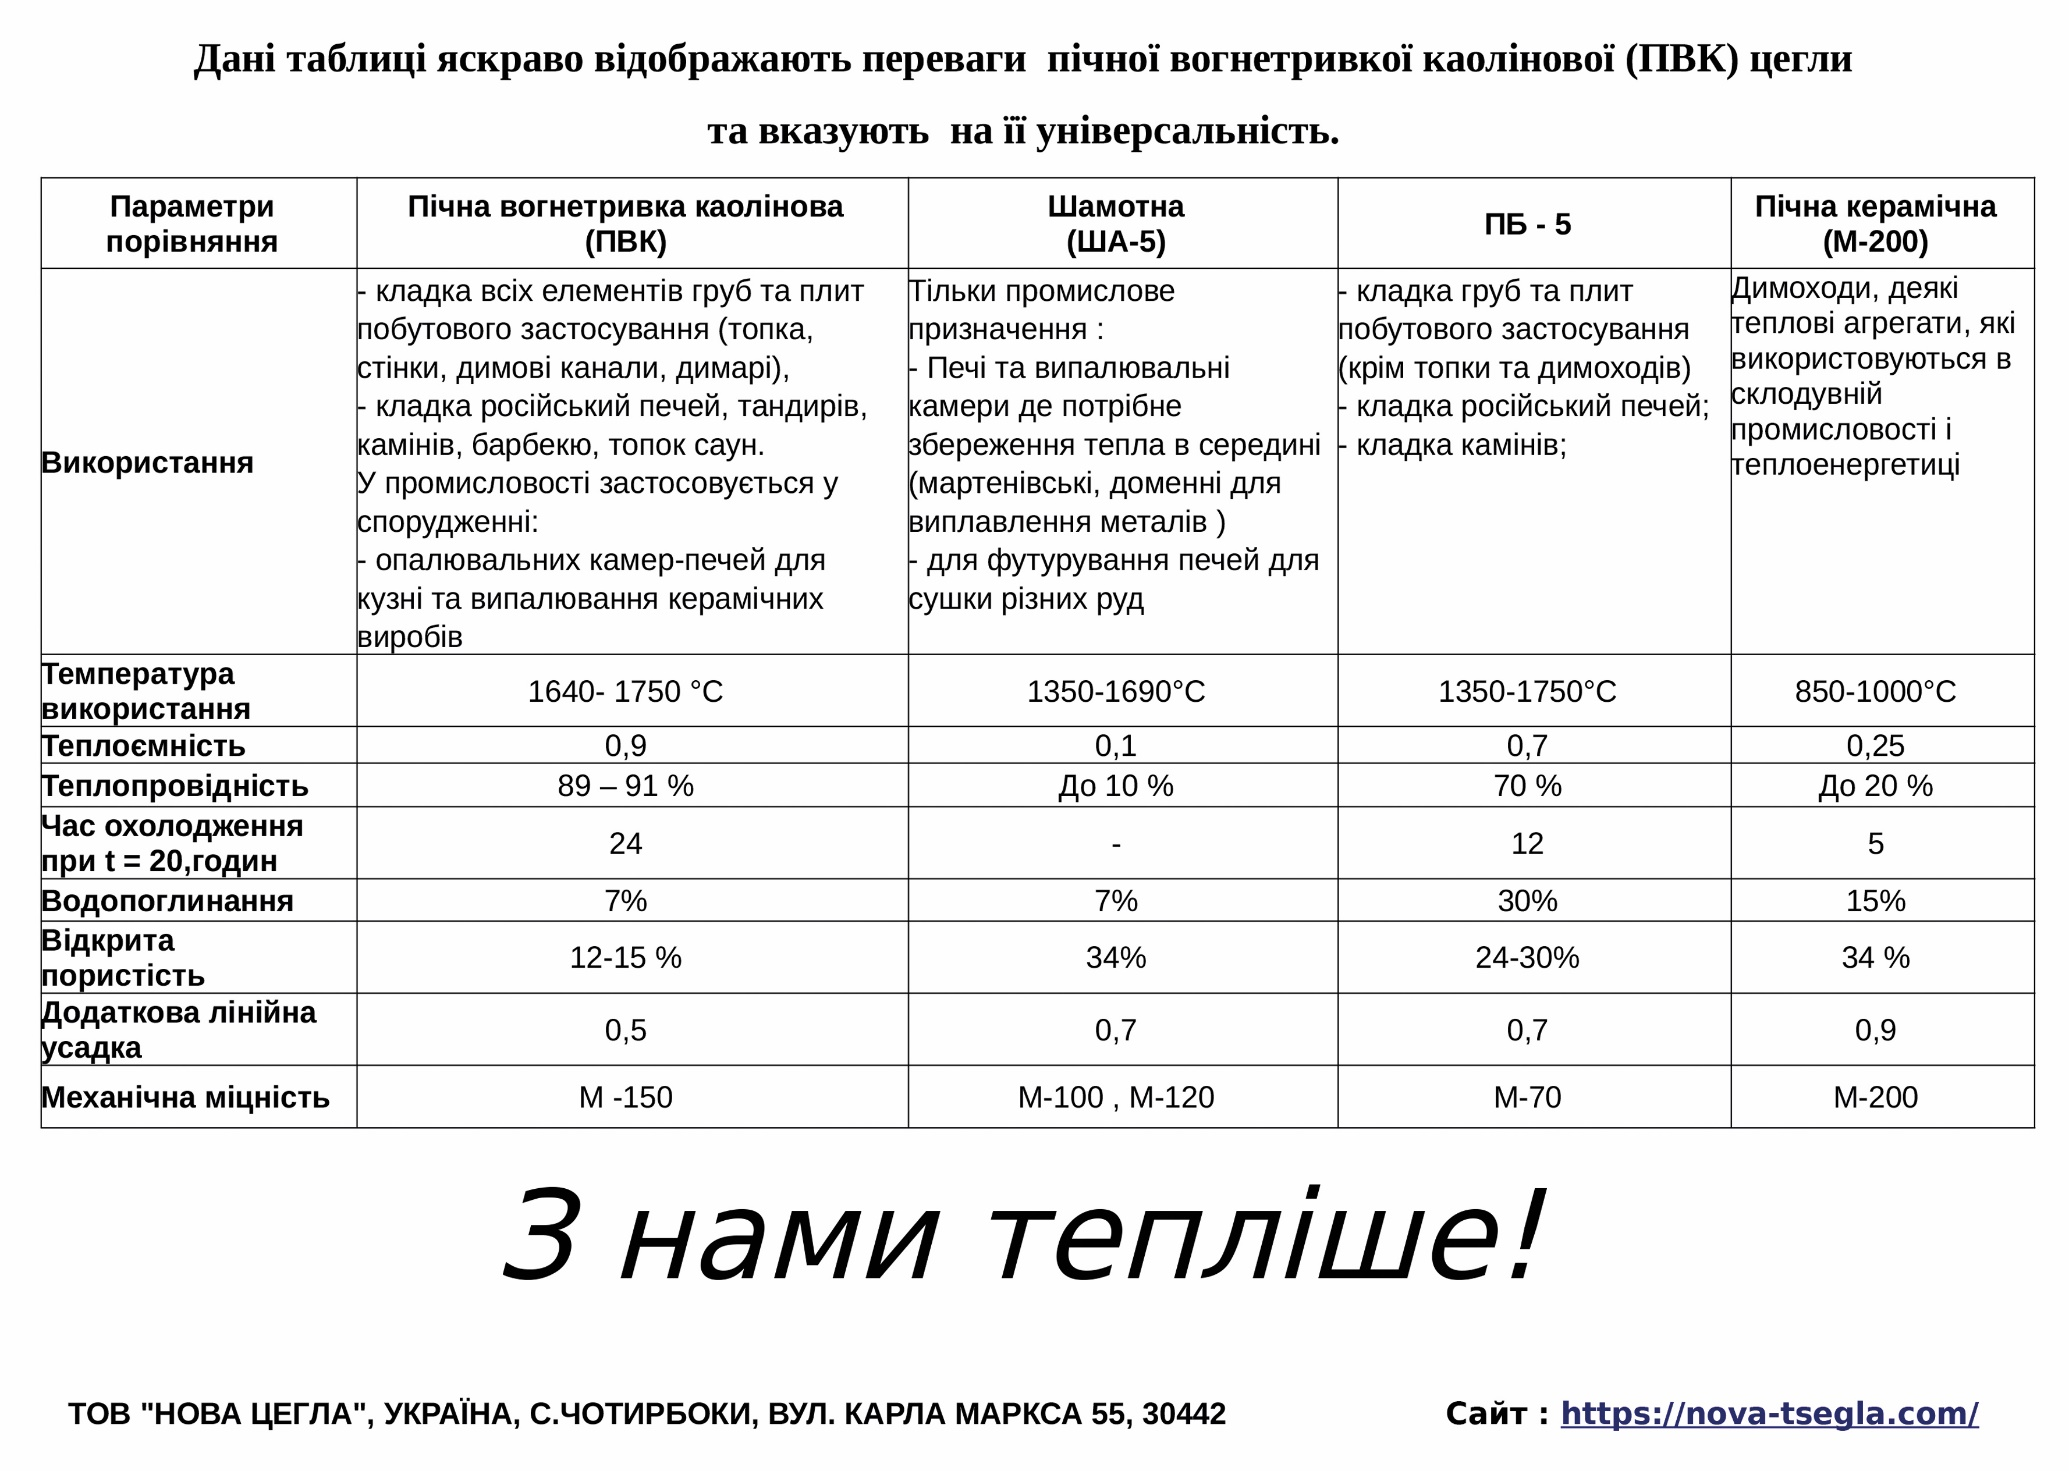 Дані таблиці яскраво відображають переваги  пічної вогнетривкої каолінової (ПВК) цегли
та вказують  на її універсальність.
Параметри
порівняння
Пічна вогнетривка каолінова
(ПВК)
Шамотна
(ША-5)
ПБ - 5
Пічна керамічна
(М-200)
Використання
- кладка всіх елементів груб та плит
побутового застосування (топка,
стінки, димові канали, димарі),
- кладка російський печей, тандирів,
камінів, барбекю, топок саун.
У промисловості застосовується у
спорудженні:
- опалювальних камер-печей для
кузні та випалювання керамічних
виробів
Тільки промислове
призначення :
- Печі та випалювальні
камери де потрібне
збереження тепла в середині
(мартенівські, доменні для
виплавлення металів )
- для футурування печей для
сушки різних руд
- кладка груб та плит
побутового застосування
(крім топки та димоходів)
- кладка російський печей;
- кладка камінів;
Димоходи, деякі
теплові агрегати, які
використовуються в
склодувній
промисловості і
теплоенергетиці
Температура
використання
1640- 1750 °С
1350-1690°С
1350-1750°С
850-1000°С
Теплоємність
0,9
0,1
0,7
0,25
Теплопровідність
89 – 91 %
До 10 %
70 %
До 20 %
Час охолодження
при t = 20,годин
24
-
12
5
Водопоглинання
7%
7%
30%
15%
Відкрита
пористість
12-15 %
34%
24-30%
34 %
Додаткова лінійна
усадка
0,5
0,7
0,7
0,9
Механічна міцність
М -150
М-100 , М-120
М-70
М-200
З нами тепліше!
ТОВ "НОВА ЦЕГЛА", УКРАЇНА, С.ЧОТИРБОКИ, ВУЛ. КАРЛА МАРКСА 55, 30442
Сайт : https://nova-tsegla.com/